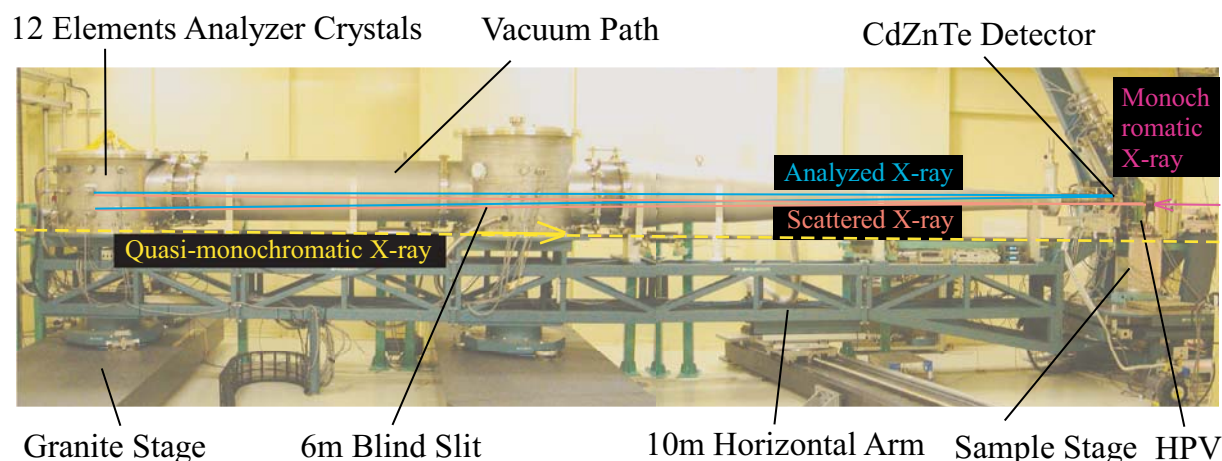 12 Elements Analyzer Crystals
Vacuum Path
CdZnTe Detector
Monoch
romatic
X-ray
Analyzed X-ray
Scattered X-ray
Quasi-monochromatic X-ray
Granite Stage
6m Blind Slit
10m Horizontal Arm
Sample Stage
HPV